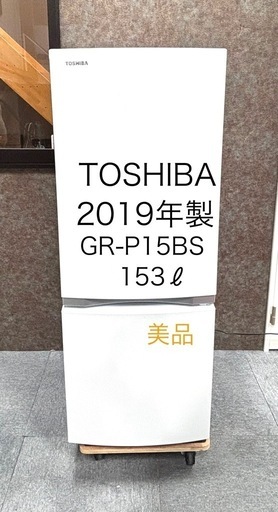 TOSHIBA
TOSHIBA
2019年製
GR-P15BS
153ℓ
美品